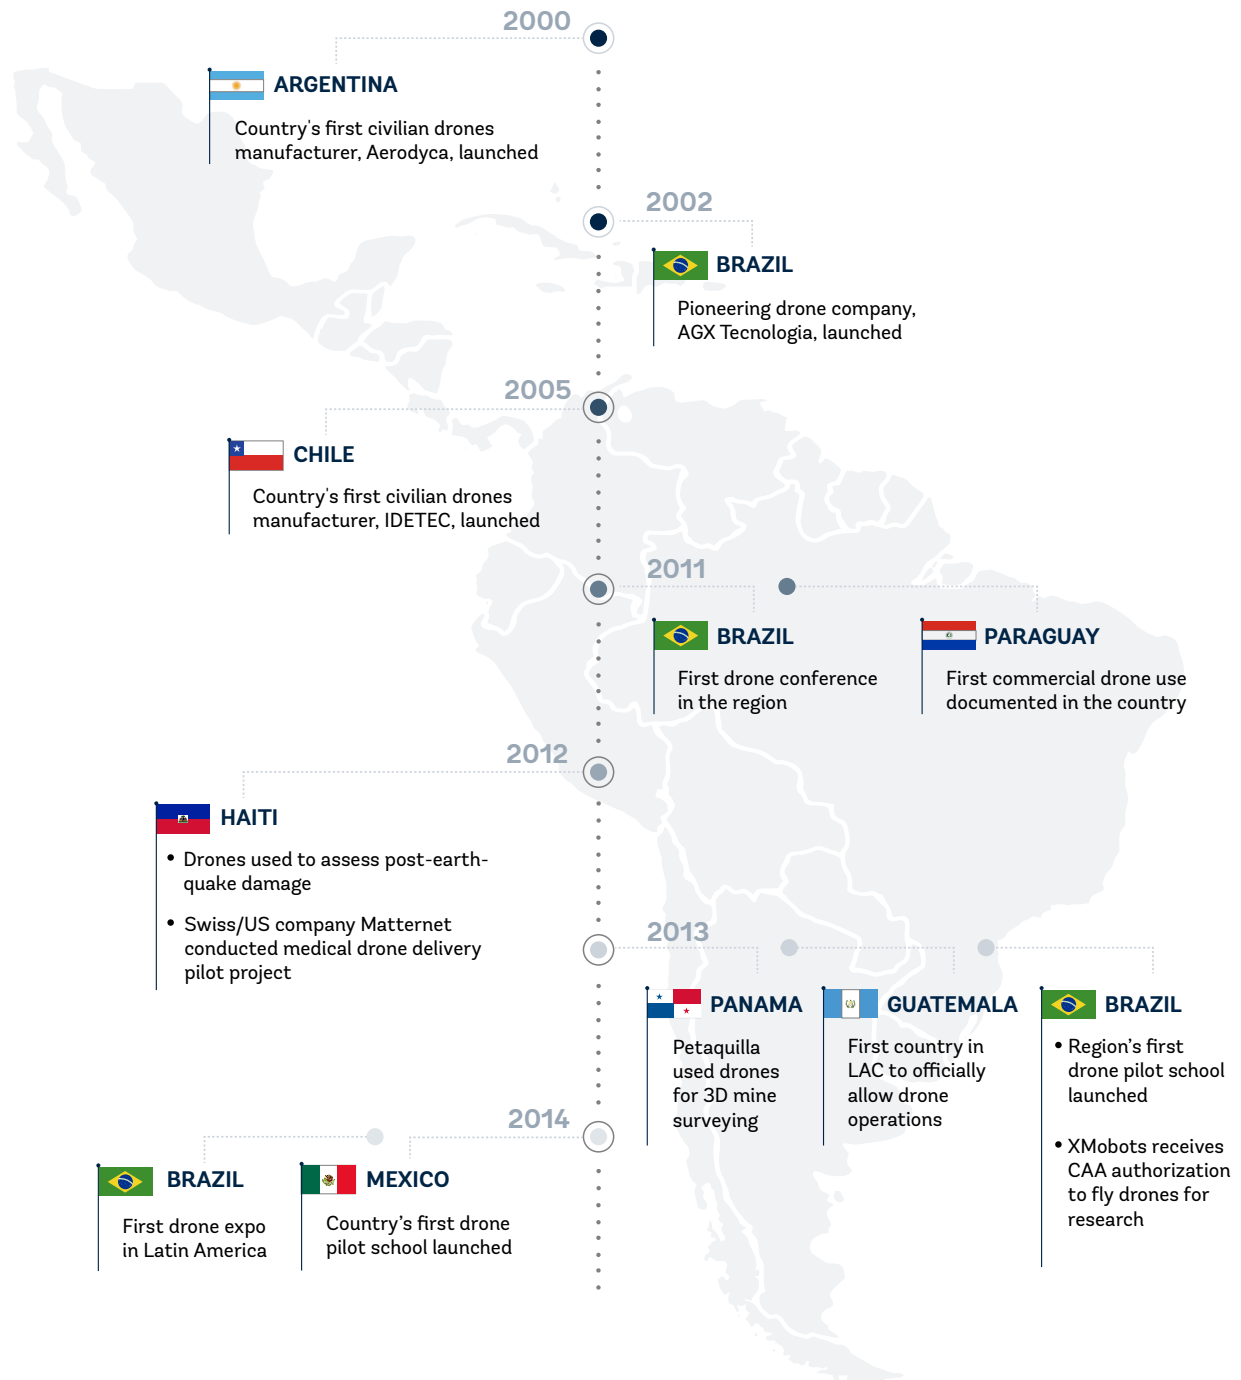 2000
ARGENTINA
Country's first civilian drones
manufacturer, Aerodyca, launched
2002
BRAZIL
Pioneering drone company,
AGX Tecnologia, launched
2005
CHILE
Country's first civilian drones
manufacturer, IDETEC, launched
2011
BRAZIL
First drone conference
in the region
PARAGUAY
First commercial drone use
documented in the country
2012
HAITI
• Drones used to assess post-earth-
quake damage
• Swiss/US company Matternet
conducted medical drone delivery
pilot project
2013
PANAMA
Petaquilla
used drones
for 3D mine
surveying
GUATEMALA
First country in
LAC to officially
allow drone
operations
BRAZIL
• Region’s first
drone pilot school
launched
• XMobots receives
CAA authorization
to fly drones for
research
2014
BRAZIL
First drone expo
in Latin America
MEXICO
Country’s first drone
pilot school launched